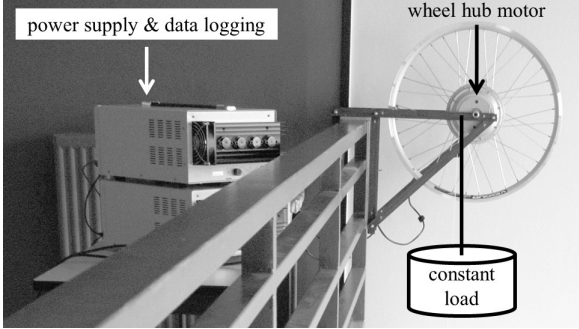 power supply & data logging
wheel hub motor
constant
load